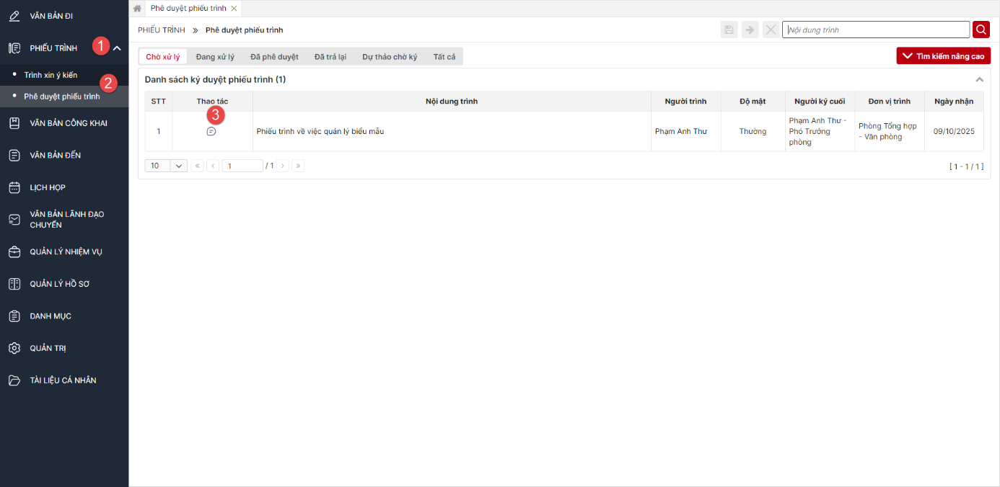 VĂN BẢN ĐI
PHIẾU TRÌNH
1
Trình xin ý kiến
2
Phê duyệt phiếu trình
VĂN BẢN CÔNG KHAI
VĂN BẢN ĐẾN
LỊCH HỌP
VĂN BẢN LÃNH ĐẠO
CHUYỂN
QUẢN LÝ NHIỆM VỤ
QUẢN LÝ HỒ SƠ
DANH MỤC
QUẢN TRỊ
TÀI LIỆU CÁ NHÂN
Phê duyệt phiếu trình
PHIẾU TRÌNH » Phê duyệt phiếu trình
Nội dung trình
Chờ xử lý Đang xử lý Đã phê duyệt Đã trả lại Dự thảo chờ ký Tất cả
Tìm kiếm nâng cao
Danh sách ký duyệt phiếu trình (1)
STT Thao tác Nội dung trình Người trình Độ mật Người ký cuối Đơn vị trình Ngày nhận
3
1 Phiếu trình về việc quản lý biểu mẫu Phạm Anh Thư Thường
Phạm Anh Thư -
Phó Trưởng
phòng
Phòng Tổng hợp
- Văn phòng
09/10/2025
10 « ‹ 1 / 1 › »
[ 1 - 1 / 1 ]